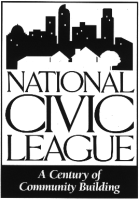 NATIONAL
CIVIC
LEAGUE
A Century of
Community Building